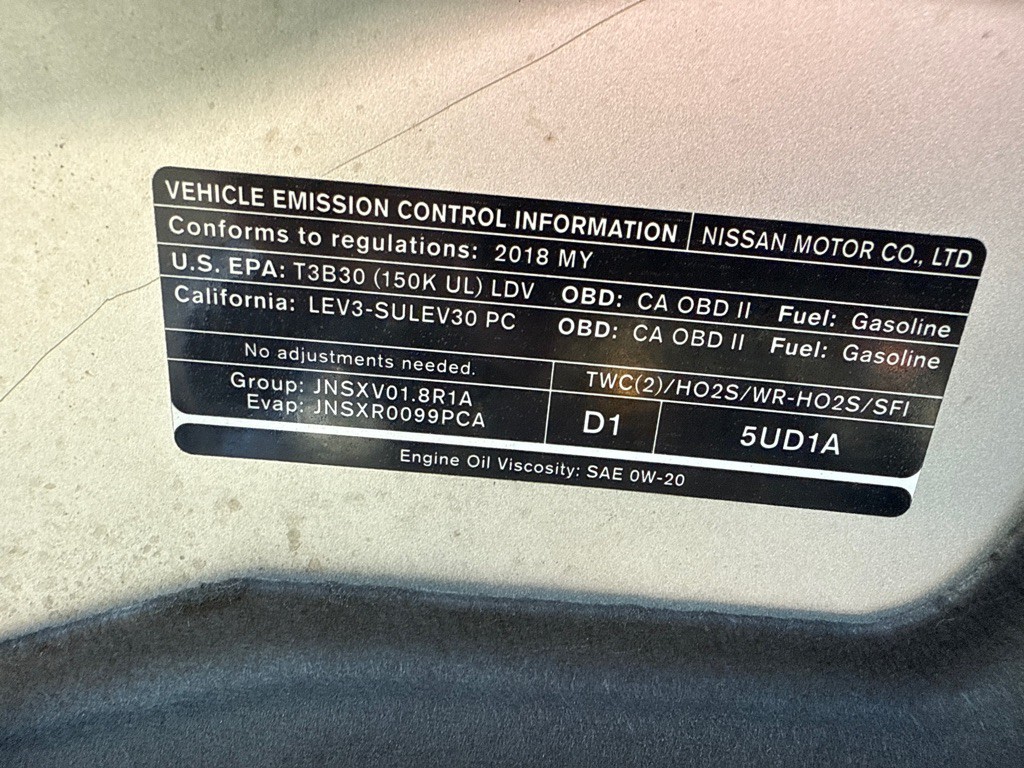 VEHICLE EMISSION CONTROL INFORMATION NISSAN MOTOR CO., LTD
Conforms to regulations: 2018 MY
U.S. EPA: T3B30 (150K UL) LDV OBD: CA OBD II Fuel: Gasoline
California: LEV3-SULEV30 PC OBD: CA OBD II Fuel: Gasoline
No adjustments needed. TWC(2)/HO2S/WR-HO2S/SFI
Group: JNSXV01.8R1A
Evap: JNSXR0099PCA
D1 5UD1A
Engine Oil Viscosity: SAE 0W-20